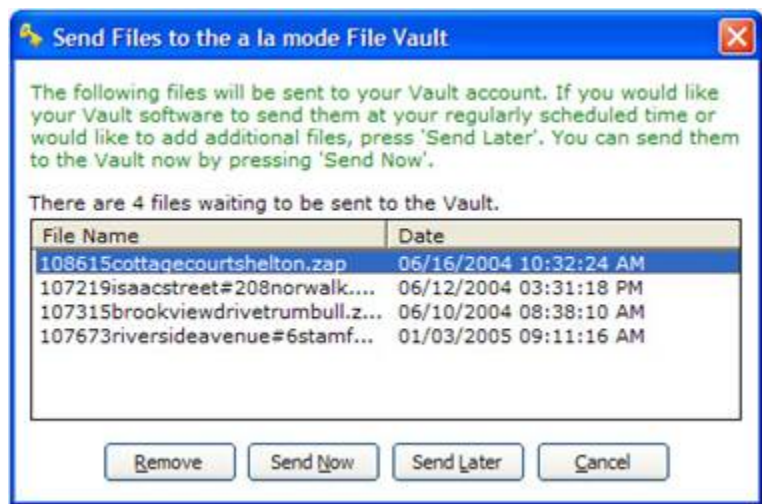 Send Files to the a la mode File Vault
The following files will be sent to your Vault account. If you would like
your Vault software to send them at your regularly scheduled time or
would like to add additional files, press 'Send Later'. You can send them
to the Vault now by pressing 'Send Now'.
There are 4 files waiting to be sent to the Vault.
File Name Date
108615cottagecourtshelton.zap 06/16/2004 10:32:24 AM
107219isaacstreet#208norwalk.... 06/12/2004 03:31:18 PM
107315brookviewdrivetrumbull.z... 06/10/2004 08:38:10 AM
107673riversideavenue#6stamf... 01/03/2005 09:11:16 AM
Remove Send Now Send Later Cancel